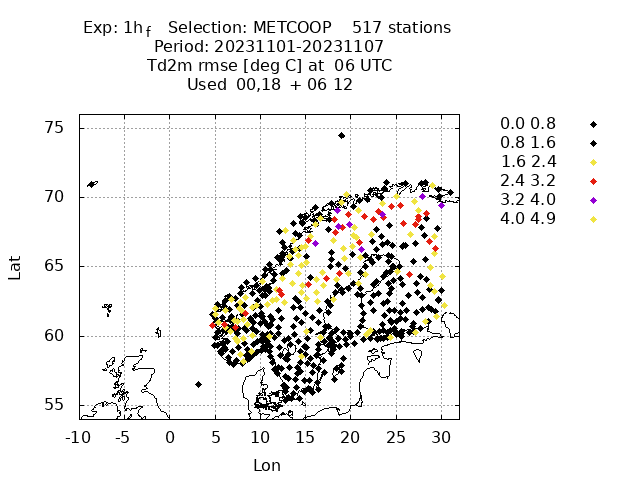 Exp: 1h f   Selection: METCOOP    517 stations
Period: 20231101-20231107
Td2m rmse [deg C] at  06 UTC
Used  00,18  + 06 12
0.0 0.8
0.8 1.6
1.6 2.4
2.4 3.2
3.2 4.0
4.0 4.9
75
70
65
60
55
Lat
-10 -5 0 5 10 15 20 25 30
Lon